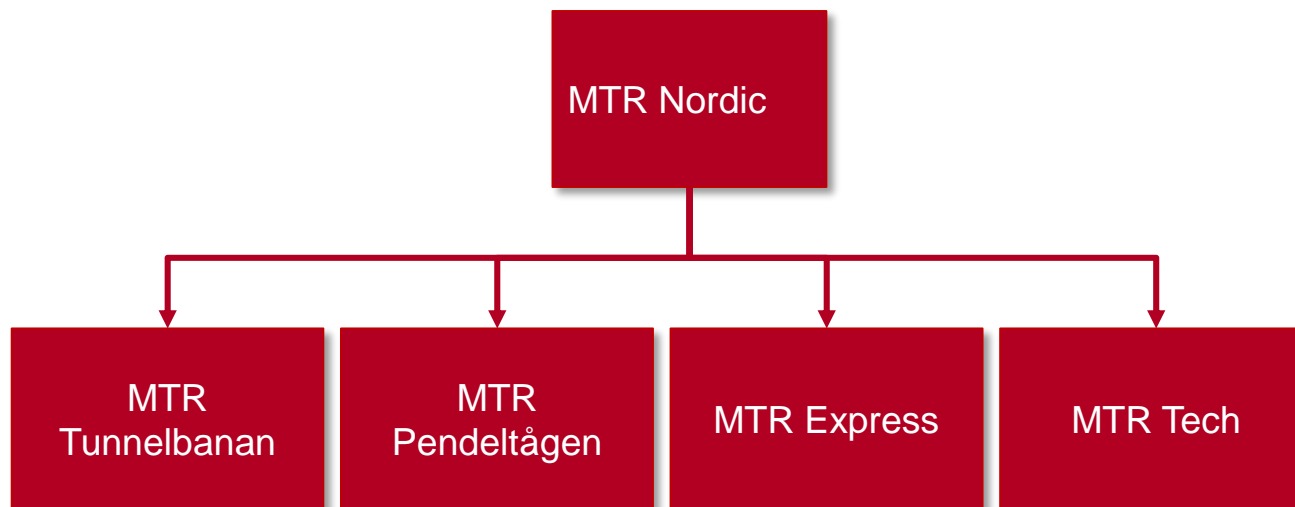 MTR Nordic
MTR
Tunnelbanan
MTR
Pendeltågen
MTR Express
MTR Tech